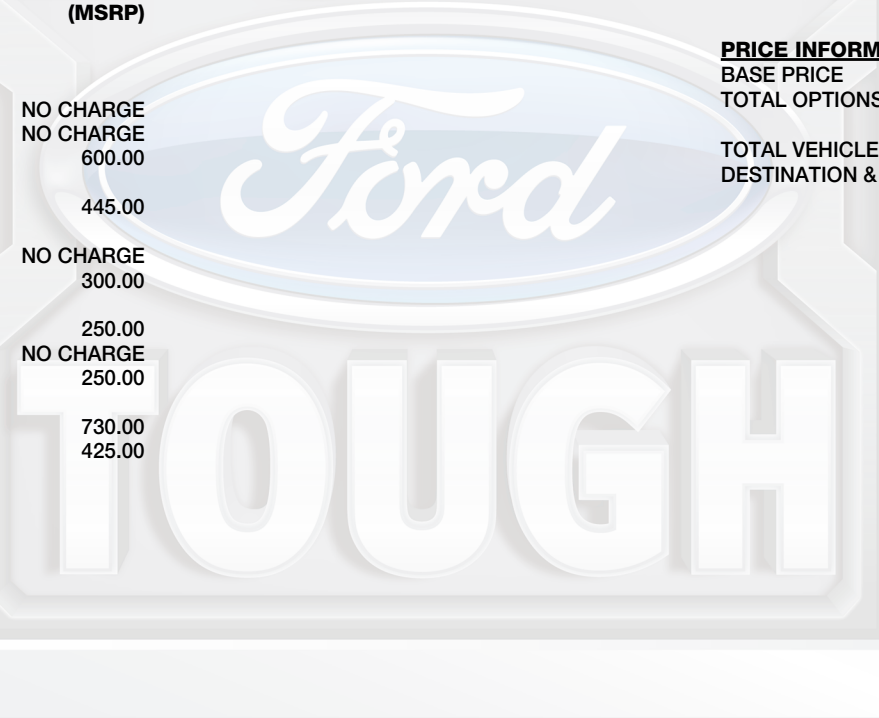 (MSRP)
NO CHARGE
NO CHARGE
600.00
445.00
NO CHARGE
300.00
250.00
NO CHARGE
250.00
730.00
425.00
PRICE INFORM
BASE PRICE
TOTAL OPTIONS
TOTAL VEHICLE
DESTINATION &
Ford
TOUGH